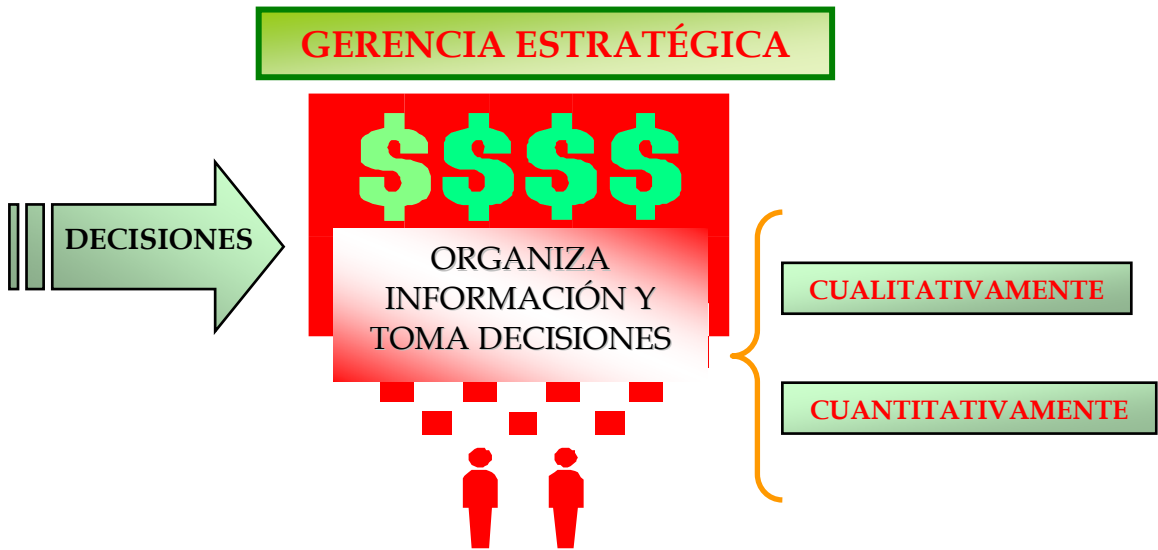 GERENCIA ESTRATÉGICA
$$$$
DECISIONES
ORGANIZA
INFORMACIÓN Y
TOMA DECISIONES
CUALITATIVAMENTE
CUANTITATIVAMENTE